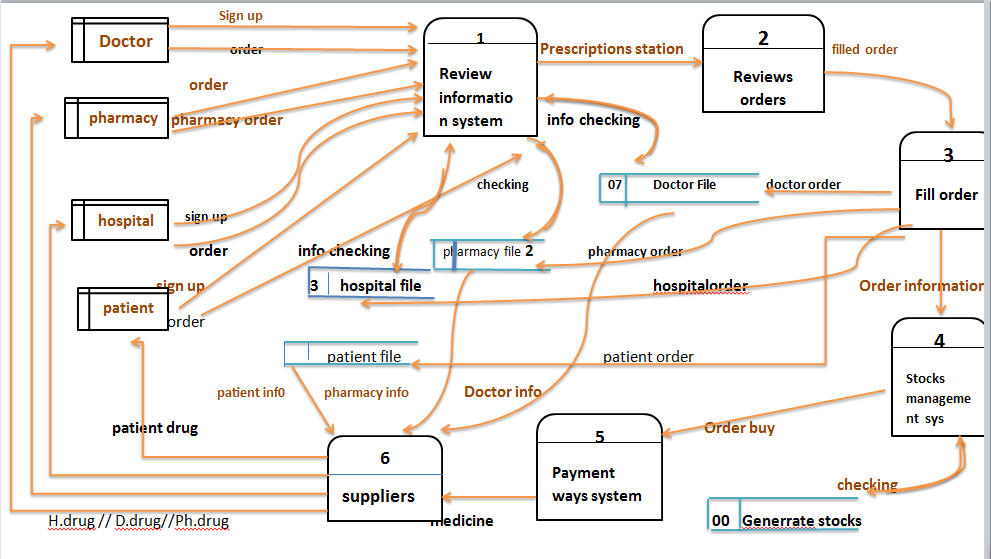 Sign up
Doctor
order
1
Review
informatio
n system
Prescriptions station
2
Reviews
orders
filled order
order
pharmacy
pharmacy order
info checking
3
Fill order
checking
07
Doctor File
doctor order
hospital
sign up
order
info checking
pharmacy file 2
pharmacy order
3
hospital file
hospitalorder
Order information
sign up
patient
order
4
Stocks
manageme
nt sys
patient file
patient order
patient inf0
pharmacy info
Doctor info
Order buy
patient drug
5
Payment
ways system
6
suppliers
checking
00
Generrate stocks
H.drug // D.drug//Ph.drug
medicine